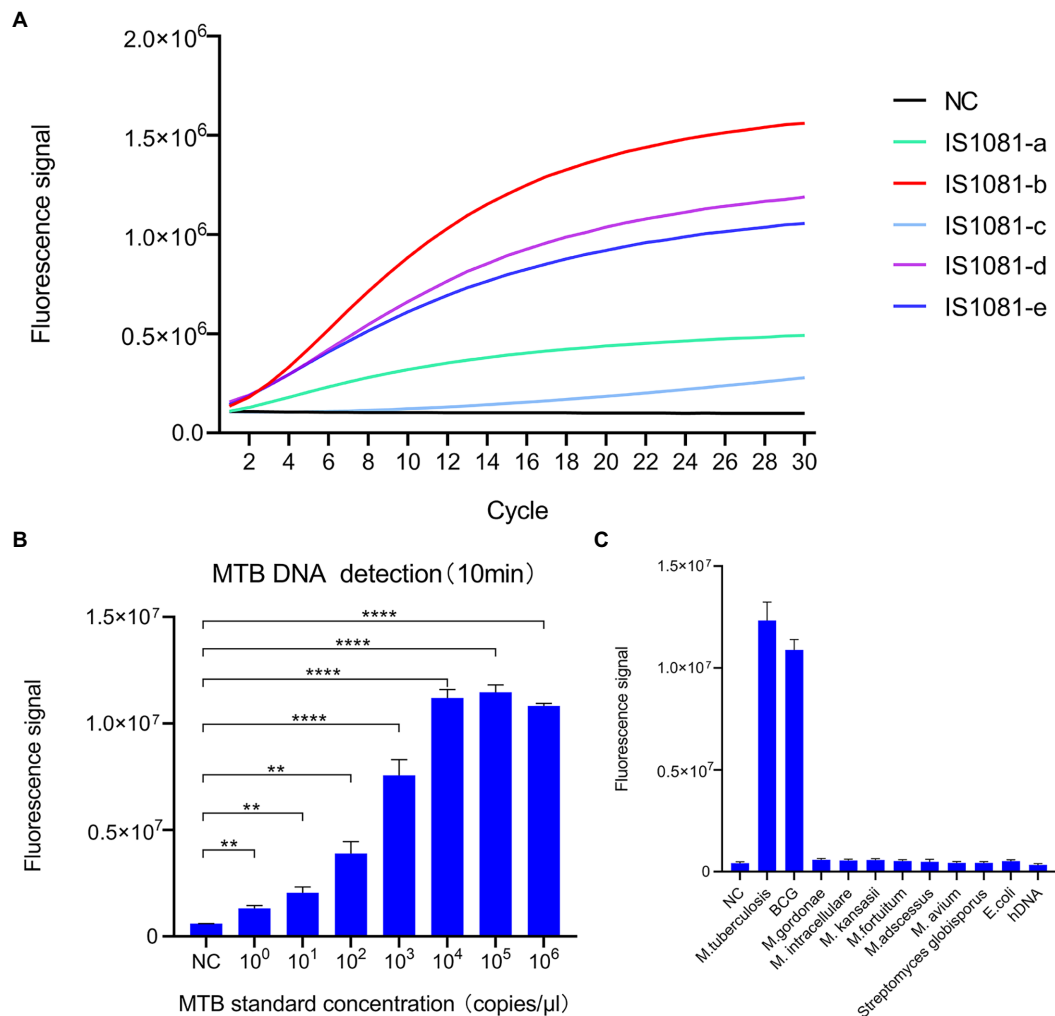 A
2.0×10⁶
1.5×10⁶
1.0×10⁶
0.5×10⁶
0.0
Fluorescence signal
2 4 6 8 10 12 14 16 18 20 22 24 26 28 30
Cycle
NC
IS1081-a
IS1081-b
IS1081-c
IS1081-d
IS1081-e
B
MTB DNA detection（10min）
1.5×10⁷
1.0×10⁷
0.5×10⁷
0
Fluorescence signal
****
****
****
****
**
**
**
NC 10⁰ 10¹ 10² 10³ 10⁴ 10⁵ 10⁶
MTB standard concentration（copies/µl）
C
1.5×10⁷
1.0×10⁷
0.5×10⁷
0
Fluorescence signal
NC
M.tuberculosis
BCG
M.gordonae
M. intracellulare
M. kansasii
M.fortuitum
M.adscessus
M. avium
Streptomyces globisporus
E.coli
hDNA